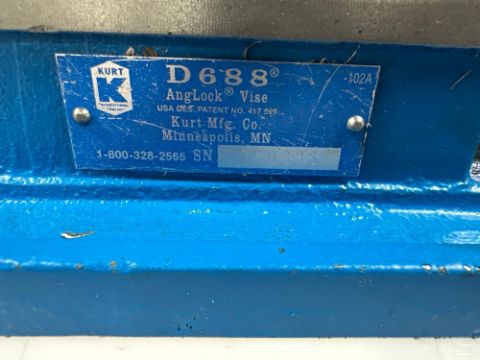 KURT
D688®
-102A
AngLock® Vise
USA DES. PATENT NO. 417 569
Kurt Mfg. Co.
Minneapolis, MN
1-800-328-2565 SN